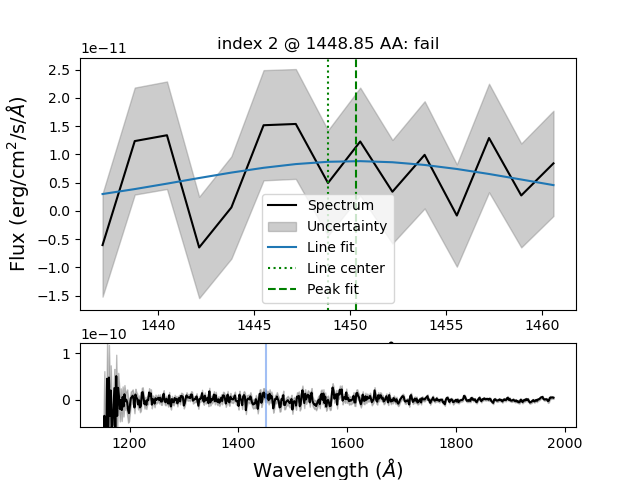 index 2 @ 1448.85 AA: fail
1e−11
2.5
2.0
1.5
1.0
0.5
0.0
−0.5
−1.0
−1.5
Flux (erg/cm²/s/Å)
Spectrum
Uncertainty
Line fit
Line center
Peak fit
1440 1445 1450 1455 1460
1e−10
1
0
1200 1400 1600 1800 2000
Wavelength (Å)